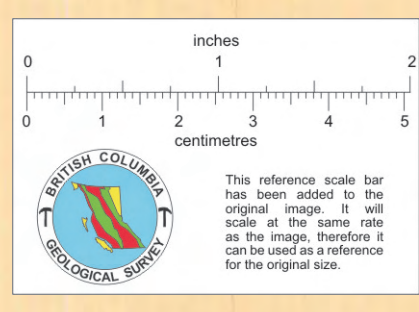 inches
0 1 2
0 1 2 3 4 5
centimetres
BRITISH COLUMBIA
GEOLOGICAL SURVEY
This reference scale bar
has been added to the
original image. It will
scale at the same rate
as the image, therefore it
can be used as a reference
for the original size.